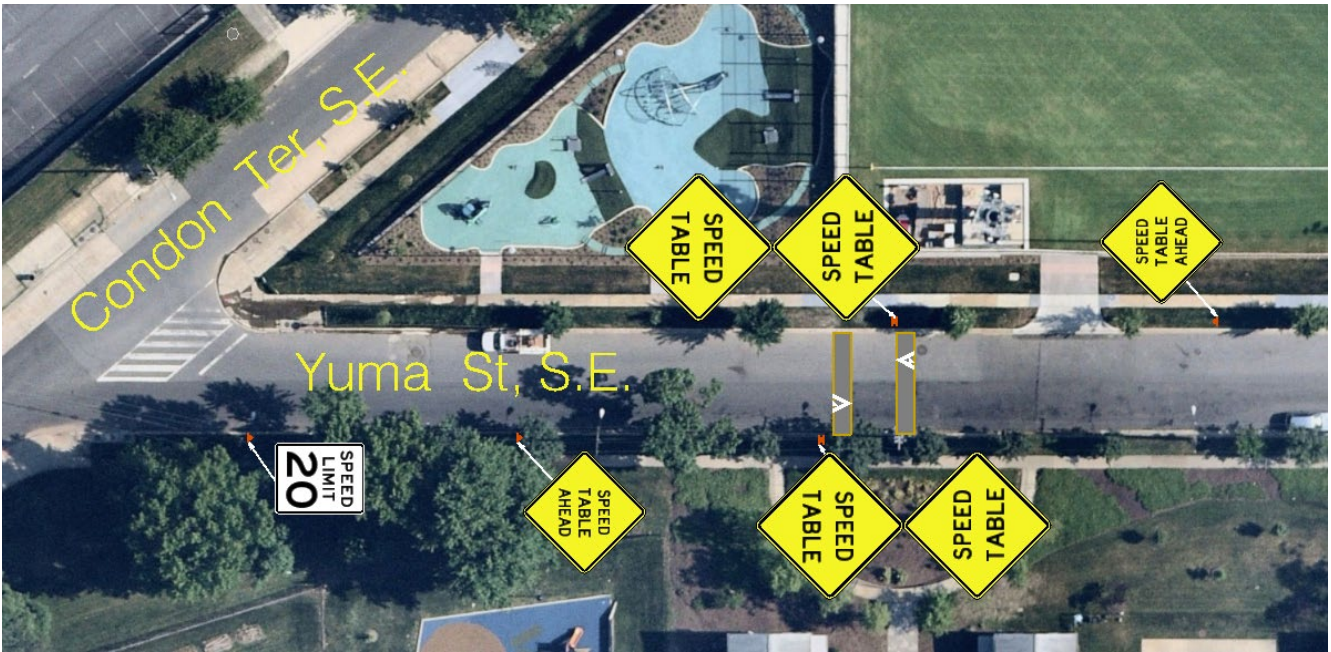 Condon Ter, S.E.
SPEED
TABLE
SPEED
TABLE
SPEED
TABLE
AHEAD
Yuma St, S.E.
SPEED
LIMIT
20
SPEED
TABLE
AHEAD
SPEED
TABLE
SPEED
TABLE